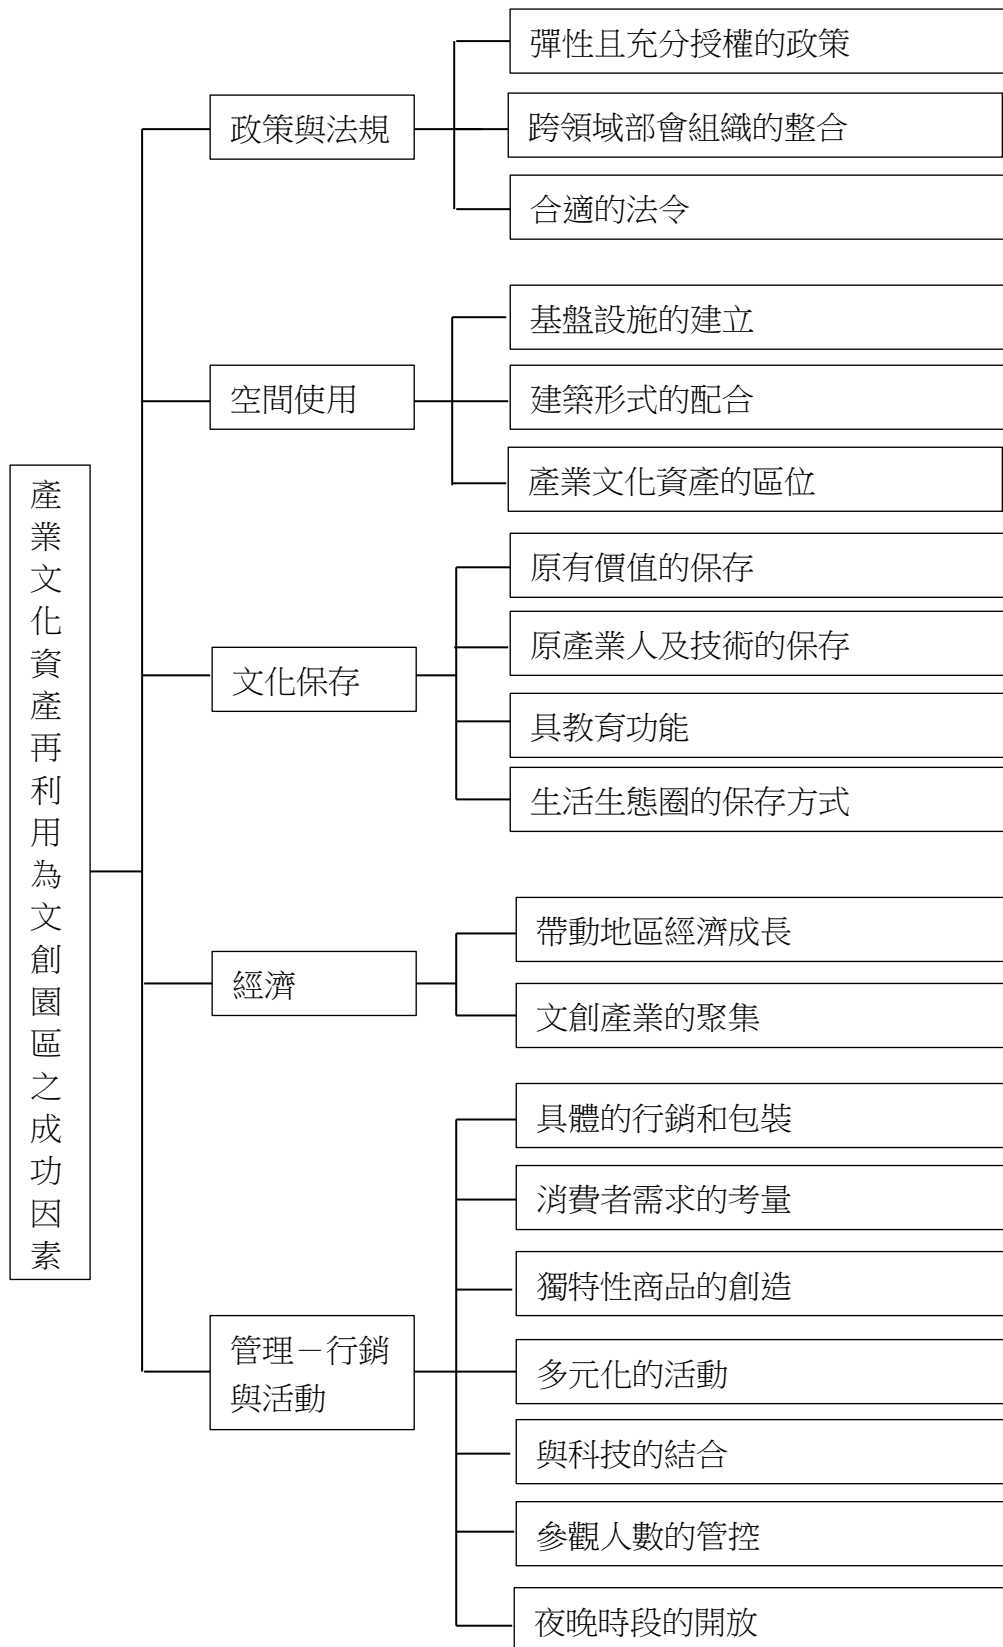 產業文化資產再利用為文創園區之成功因素
政策與法規
彈性且充分授權的政策
跨領域部會組織的整合
合適的法令
空間使用
基盤設施的建立
建築形式的配合
產業文化資產的區位
文化保存
原有價值的保存
原產業人及技術的保存
具教育功能
生活生態圈的保存方式
經濟
帶動地區經濟成長
文創產業的聚集
管理－行銷
與活動
具體的行銷和包裝
消費者需求的考量
獨特性商品的創造
多元化的活動
與科技的結合
參觀人數的管控
夜晚時段的開放